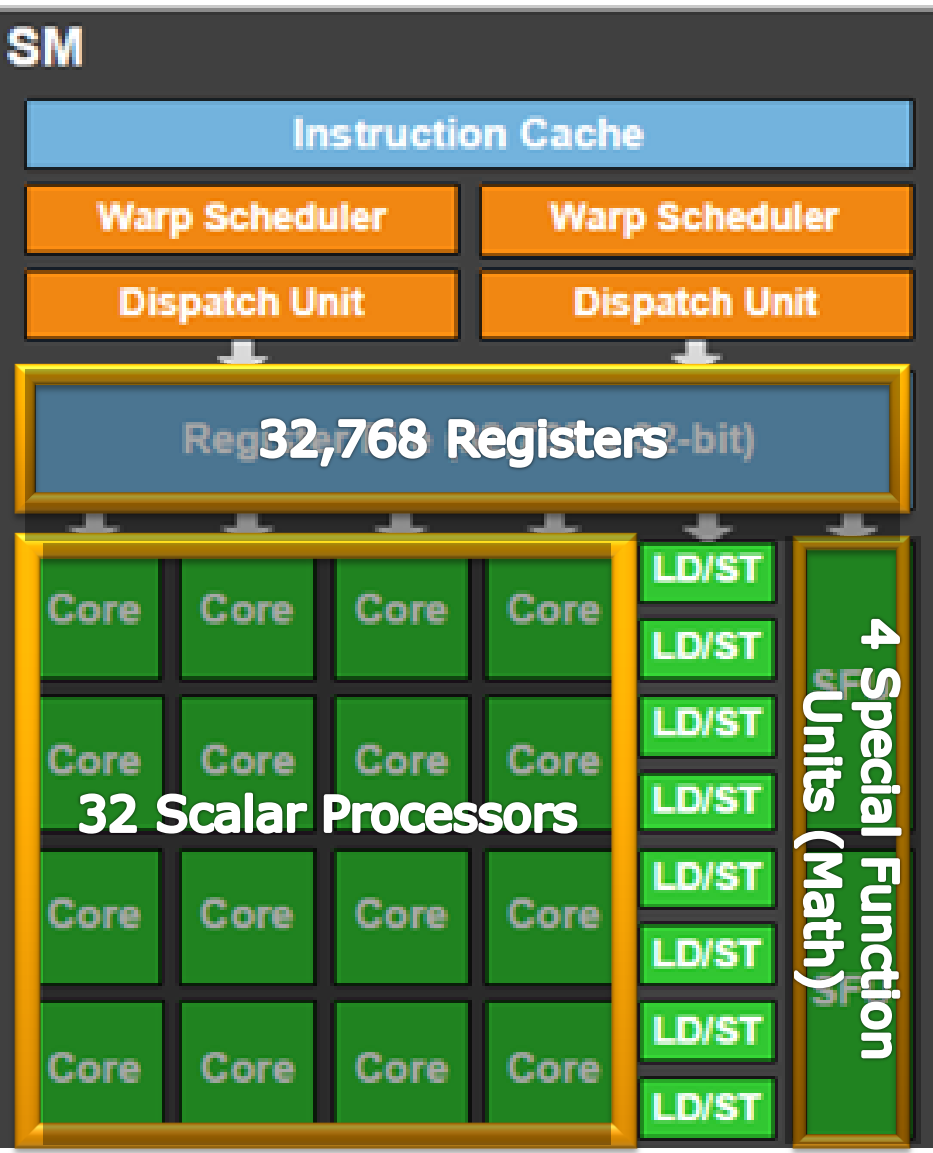 SM
Instruction Cache
Warp Scheduler Warp Scheduler
Dispatch Unit Dispatch Unit
32,768 Registers
Core Core Core Core LD/ST
LD/ST
Core Core Core Core LD/ST
32 Scalar Processors LD/ST
Core Core Core Core LD/ST
LD/ST
Core Core Core Core LD/ST
LD/ST
4 Special Function
Units (Math)